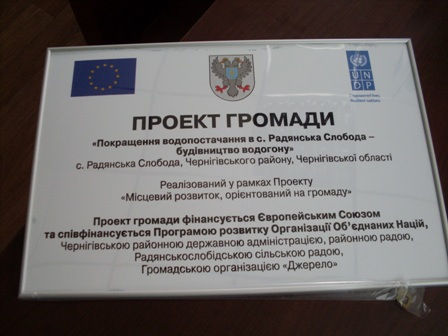 UN
DP
ПРОЕКТ ГРОМАДИ
«Покращення водопостачання в с. Радянська Слобода –
будівництво водогону»
с. Радянська Слобода, Чернігівського району, Чернігівської області
Реалізований у рамках Проекту
«Місцевий розвиток, орієнтований на громаду»
Проект громади фінансується Європейським Союзом
та співфінансується Програмою розвитку Організації Об'єднаних Націй,
Чернігівською районною державною адміністрацією, районною радою,
Радянськослобідською сільською радою,
Громадською організацією «Джерело»